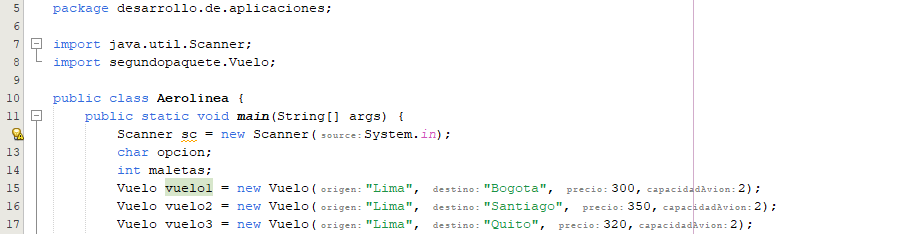 5 package desarrollo.de.aplicaciones;
6
7 import java.util.Scanner;
8 import segundopaquete.Vuelo;
9
10 public class Aerolinea {
11 public static void main(String[] args) {
Scanner sc = new Scanner(source:System.in);
13 char opcion;
14 int maletas;
15 Vuelo vuelo1 = new Vuelo(origen:"Lima", destino:"Bogota", precio:300,capacidadAvion:2);
16 Vuelo vuelo2 = new Vuelo(origen:"Lima", destino:"Santiago", precio:350,capacidadAvion:2);
17 Vuelo vuelo3 = new Vuelo(origen:"Lima", destino:"Quito", precio:320,capacidadAvion:2);